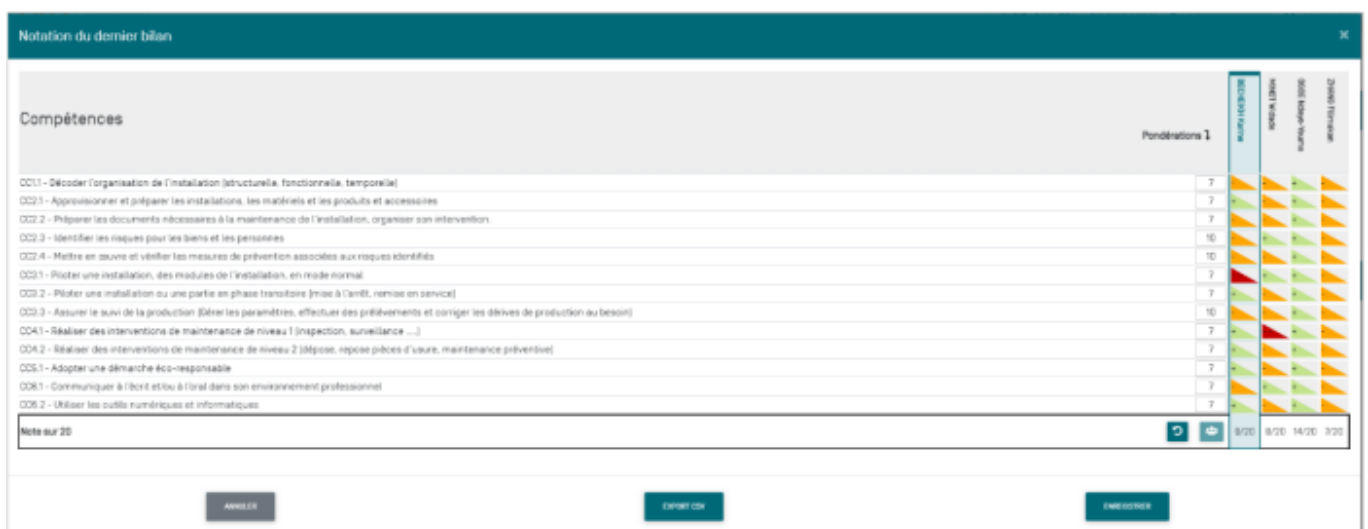 Notation du dernier bilan
×
Compétences
Pondérations
CC1.1 - Décoder l'organisation de l'installation (structurelle, fonctionnelle, temporelle) 7
CC2.1 - Approvisionner et préparer les installations, les matériels et les produits et accessoires 7
CC2.2 - Préparer les documents nécessaires à la maintenance de l'installation, organiser son intervention. 7
CC2.3 - Identifier les risques pour les biens et les personnes 10
CC2.4 - Mettre en œuvre et vérifier les mesures de prévention associées aux risques identifiés 10
CC3.1 - Piloter une installation, des modules de l'installation, en mode normal 7
CC3.2 - Piloter une installation ou une partie en phase transitoire (mise à l'arrêt, remise en service) 7
CC3.3 - Assurer le suivi de la production (Gérer les paramètres, effectuer des prélèvements et corriger les dérives de production au besoin) 10
CC4.1 - Réaliser des interventions de maintenance de niveau 1 (inspection, surveillance ....) 7
CC4.2 - Réaliser des interventions de maintenance de niveau 2 (dépose, repose pièces d'usure, maintenance préventive) 7
CC5.1 - Adopter une démarche éco-responsable 7
CC6.1 - Communiquer à l'écrit et/ou à l'oral dans son environnement professionnel 7
CC6.2 - Utiliser les outils numériques et informatiques 7
Note sur 20 /20 /20 14/20 /20
ANNULER
EXPORT CSV
ENREGISTRER